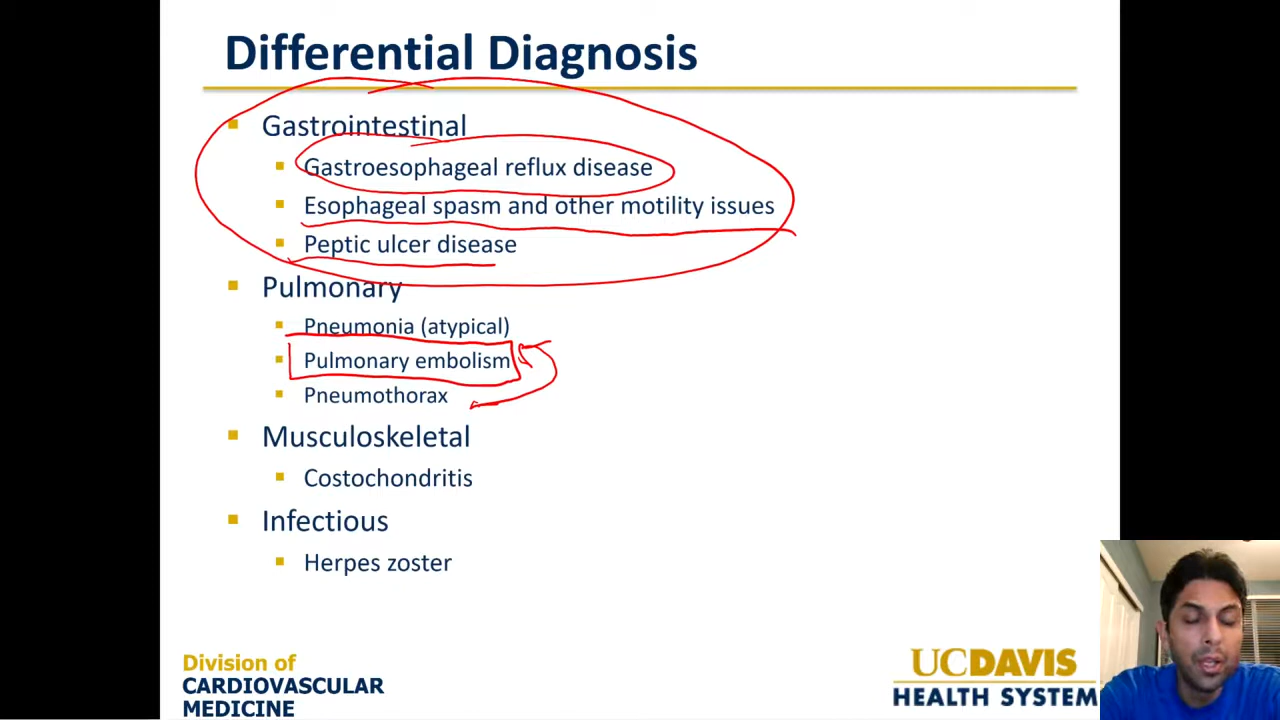 Differential Diagnosis
Gastrointestinal
Gastroesophageal reflux disease
Esophageal spasm and other motility issues
Peptic ulcer disease
Pulmonary
Pneumonia (atypical)
Pulmonary embolism
Pneumothorax
Musculoskeletal
Costochondritis
Infectious
Herpes zoster
Division of
CARDIOVASCULAR
MEDICINE
UCDAVIS
HEALTH SYSTEM